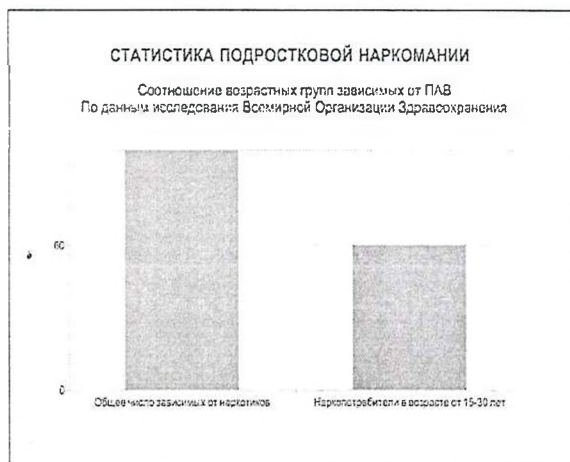 СТАТИСТИКА ПОДРОСТКОВОЙ НАРКОМАНИИ
Соотношение возрастных групп зависимых от ПАВ
По данным исследования Всемирной Организации Здравоохранения
60
0
Общее число зависимых от наркотиков
Наркопотребители в возрасте от 15-30 лет